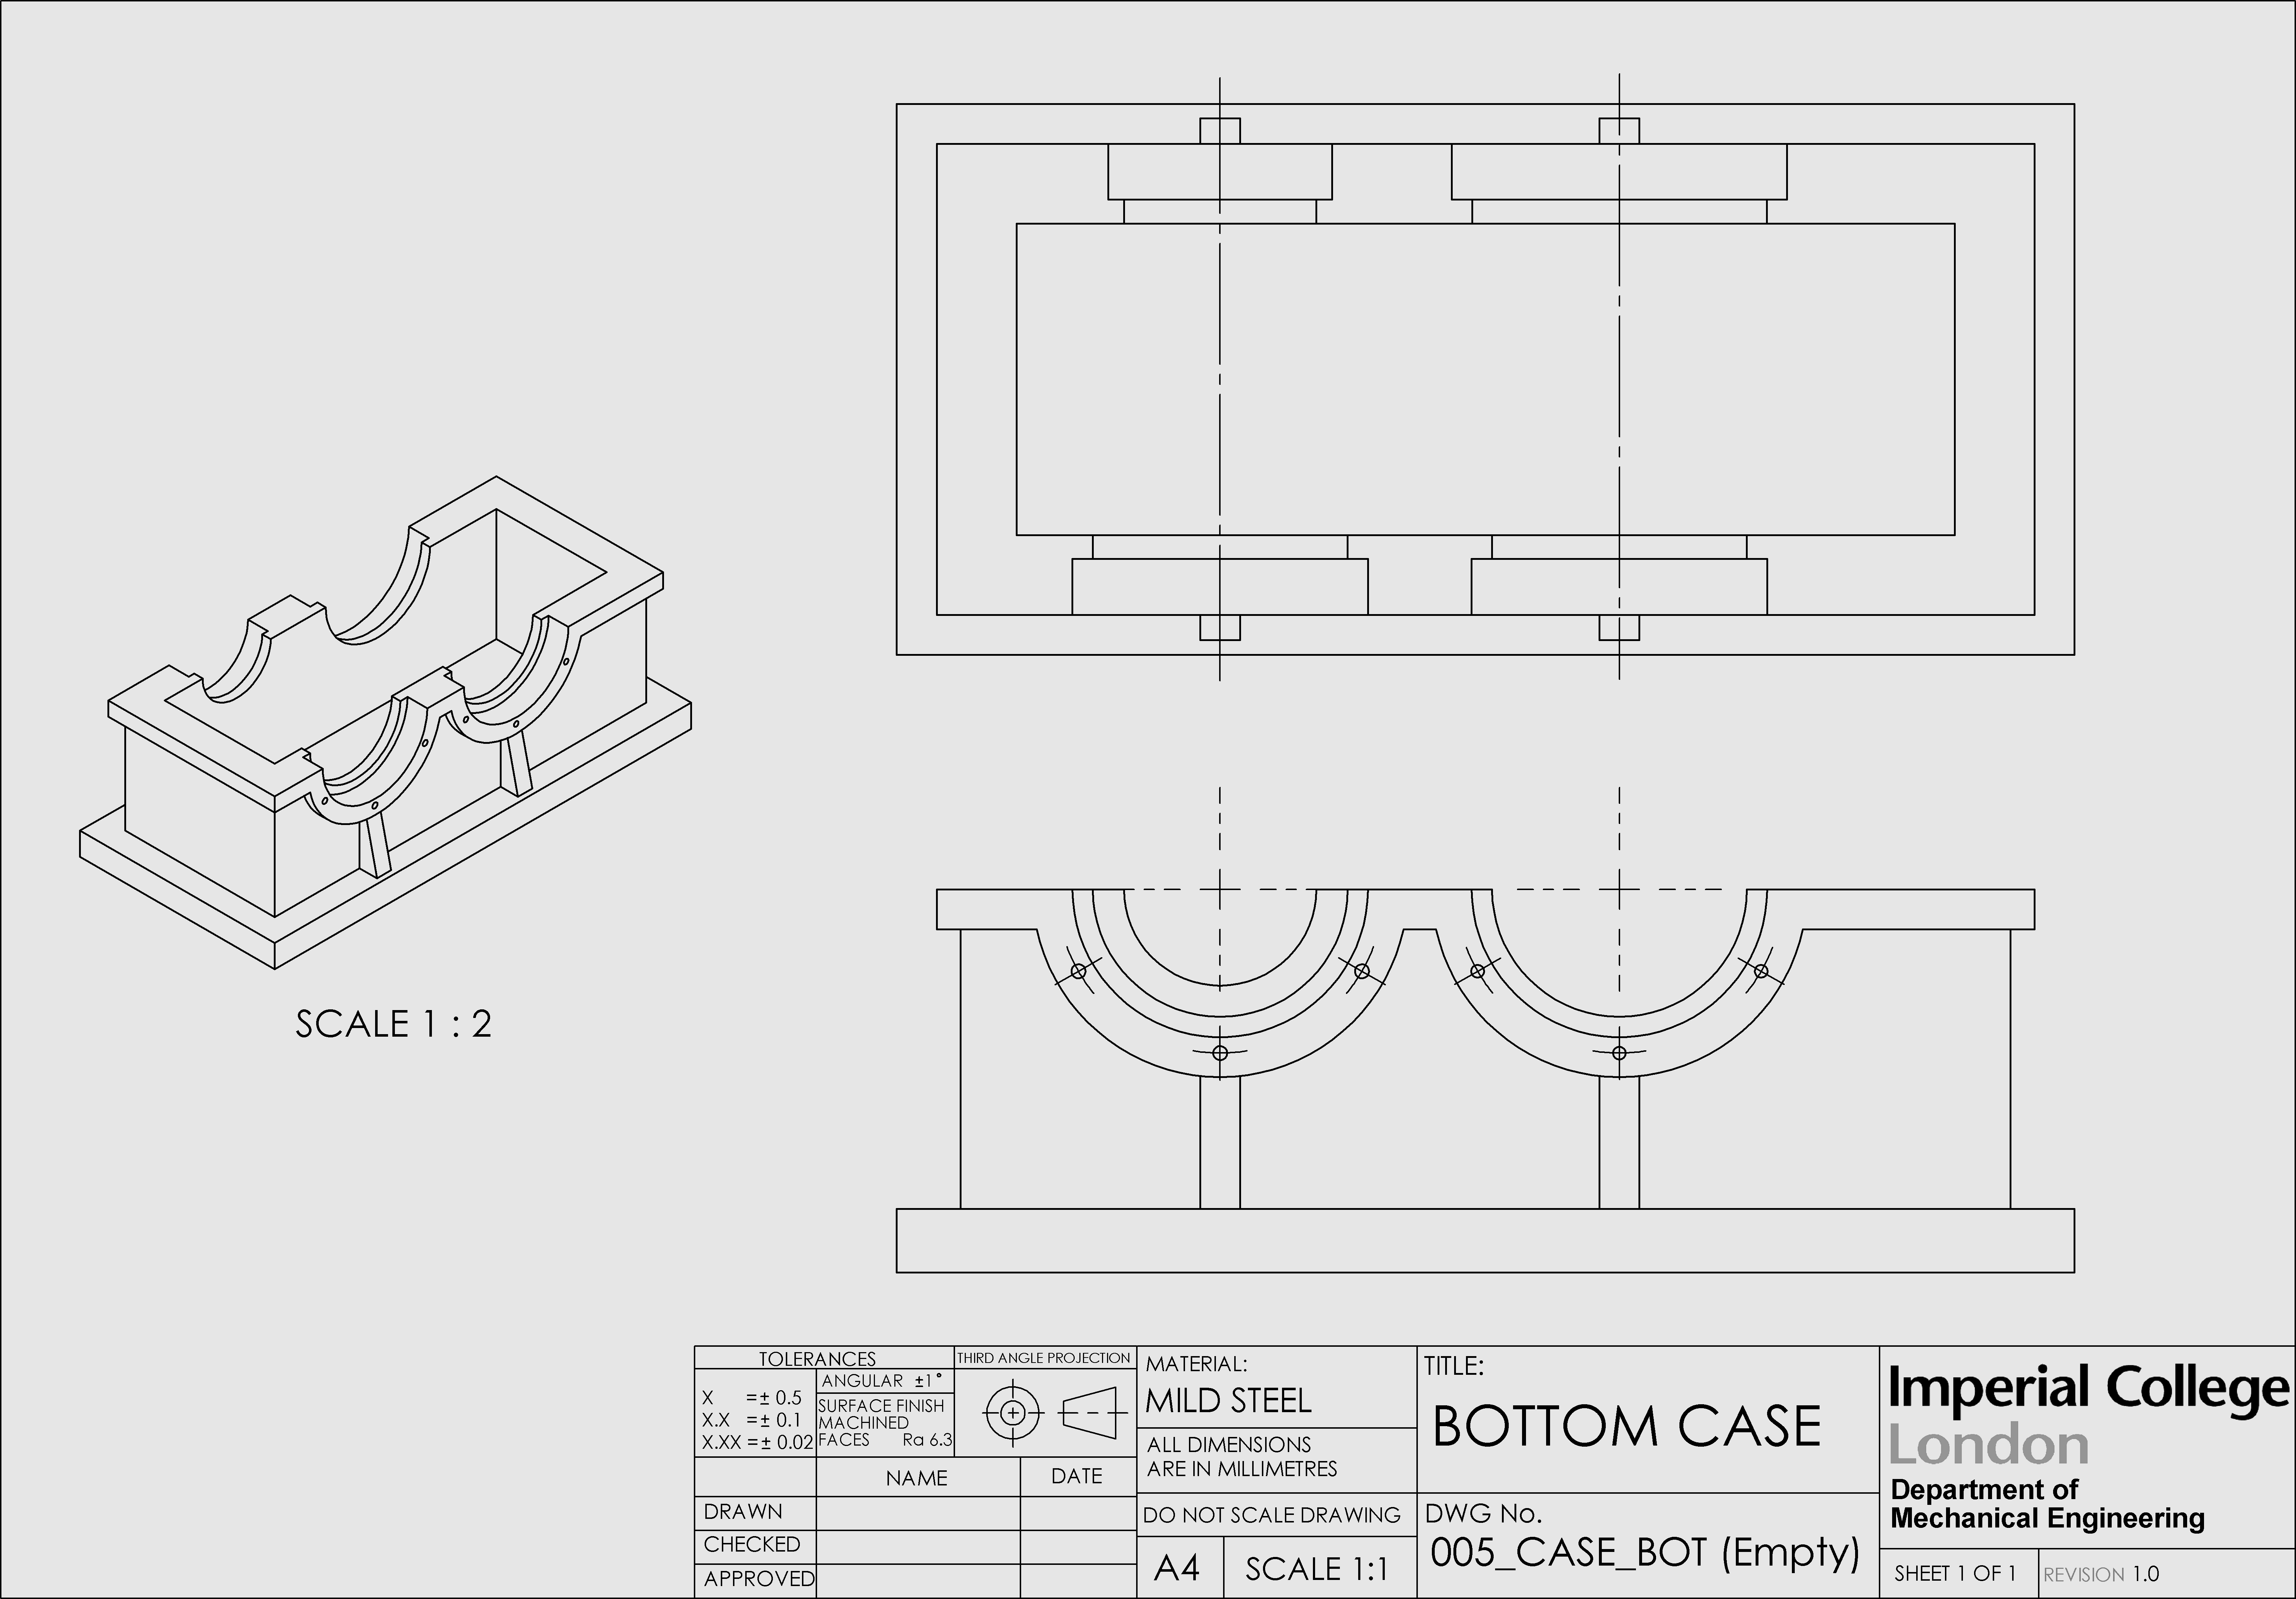 SCALE 1 : 2
TOLERANCES
X =± 0.5
X.X =± 0.1
X.XX =± 0.02
ANGULAR ±1°
SURFACE FINISH
MACHINED
FACES Ra 6.3
THIRD ANGLE PROJECTION
NAME
DATE
DRAWN
CHECKED
APPROVED
MATERIAL:
MILD STEEL
ALL DIMENSIONS
ARE IN MILLIMETRES
DO NOT SCALE DRAWING
A4
SCALE 1:1
TITLE:
BOTTOM CASE
DWG No.
005_CASE_BOT (Empty)
Imperial College
London
Department of
Mechanical Engineering
SHEET 1 OF 1
REVISION 1.0